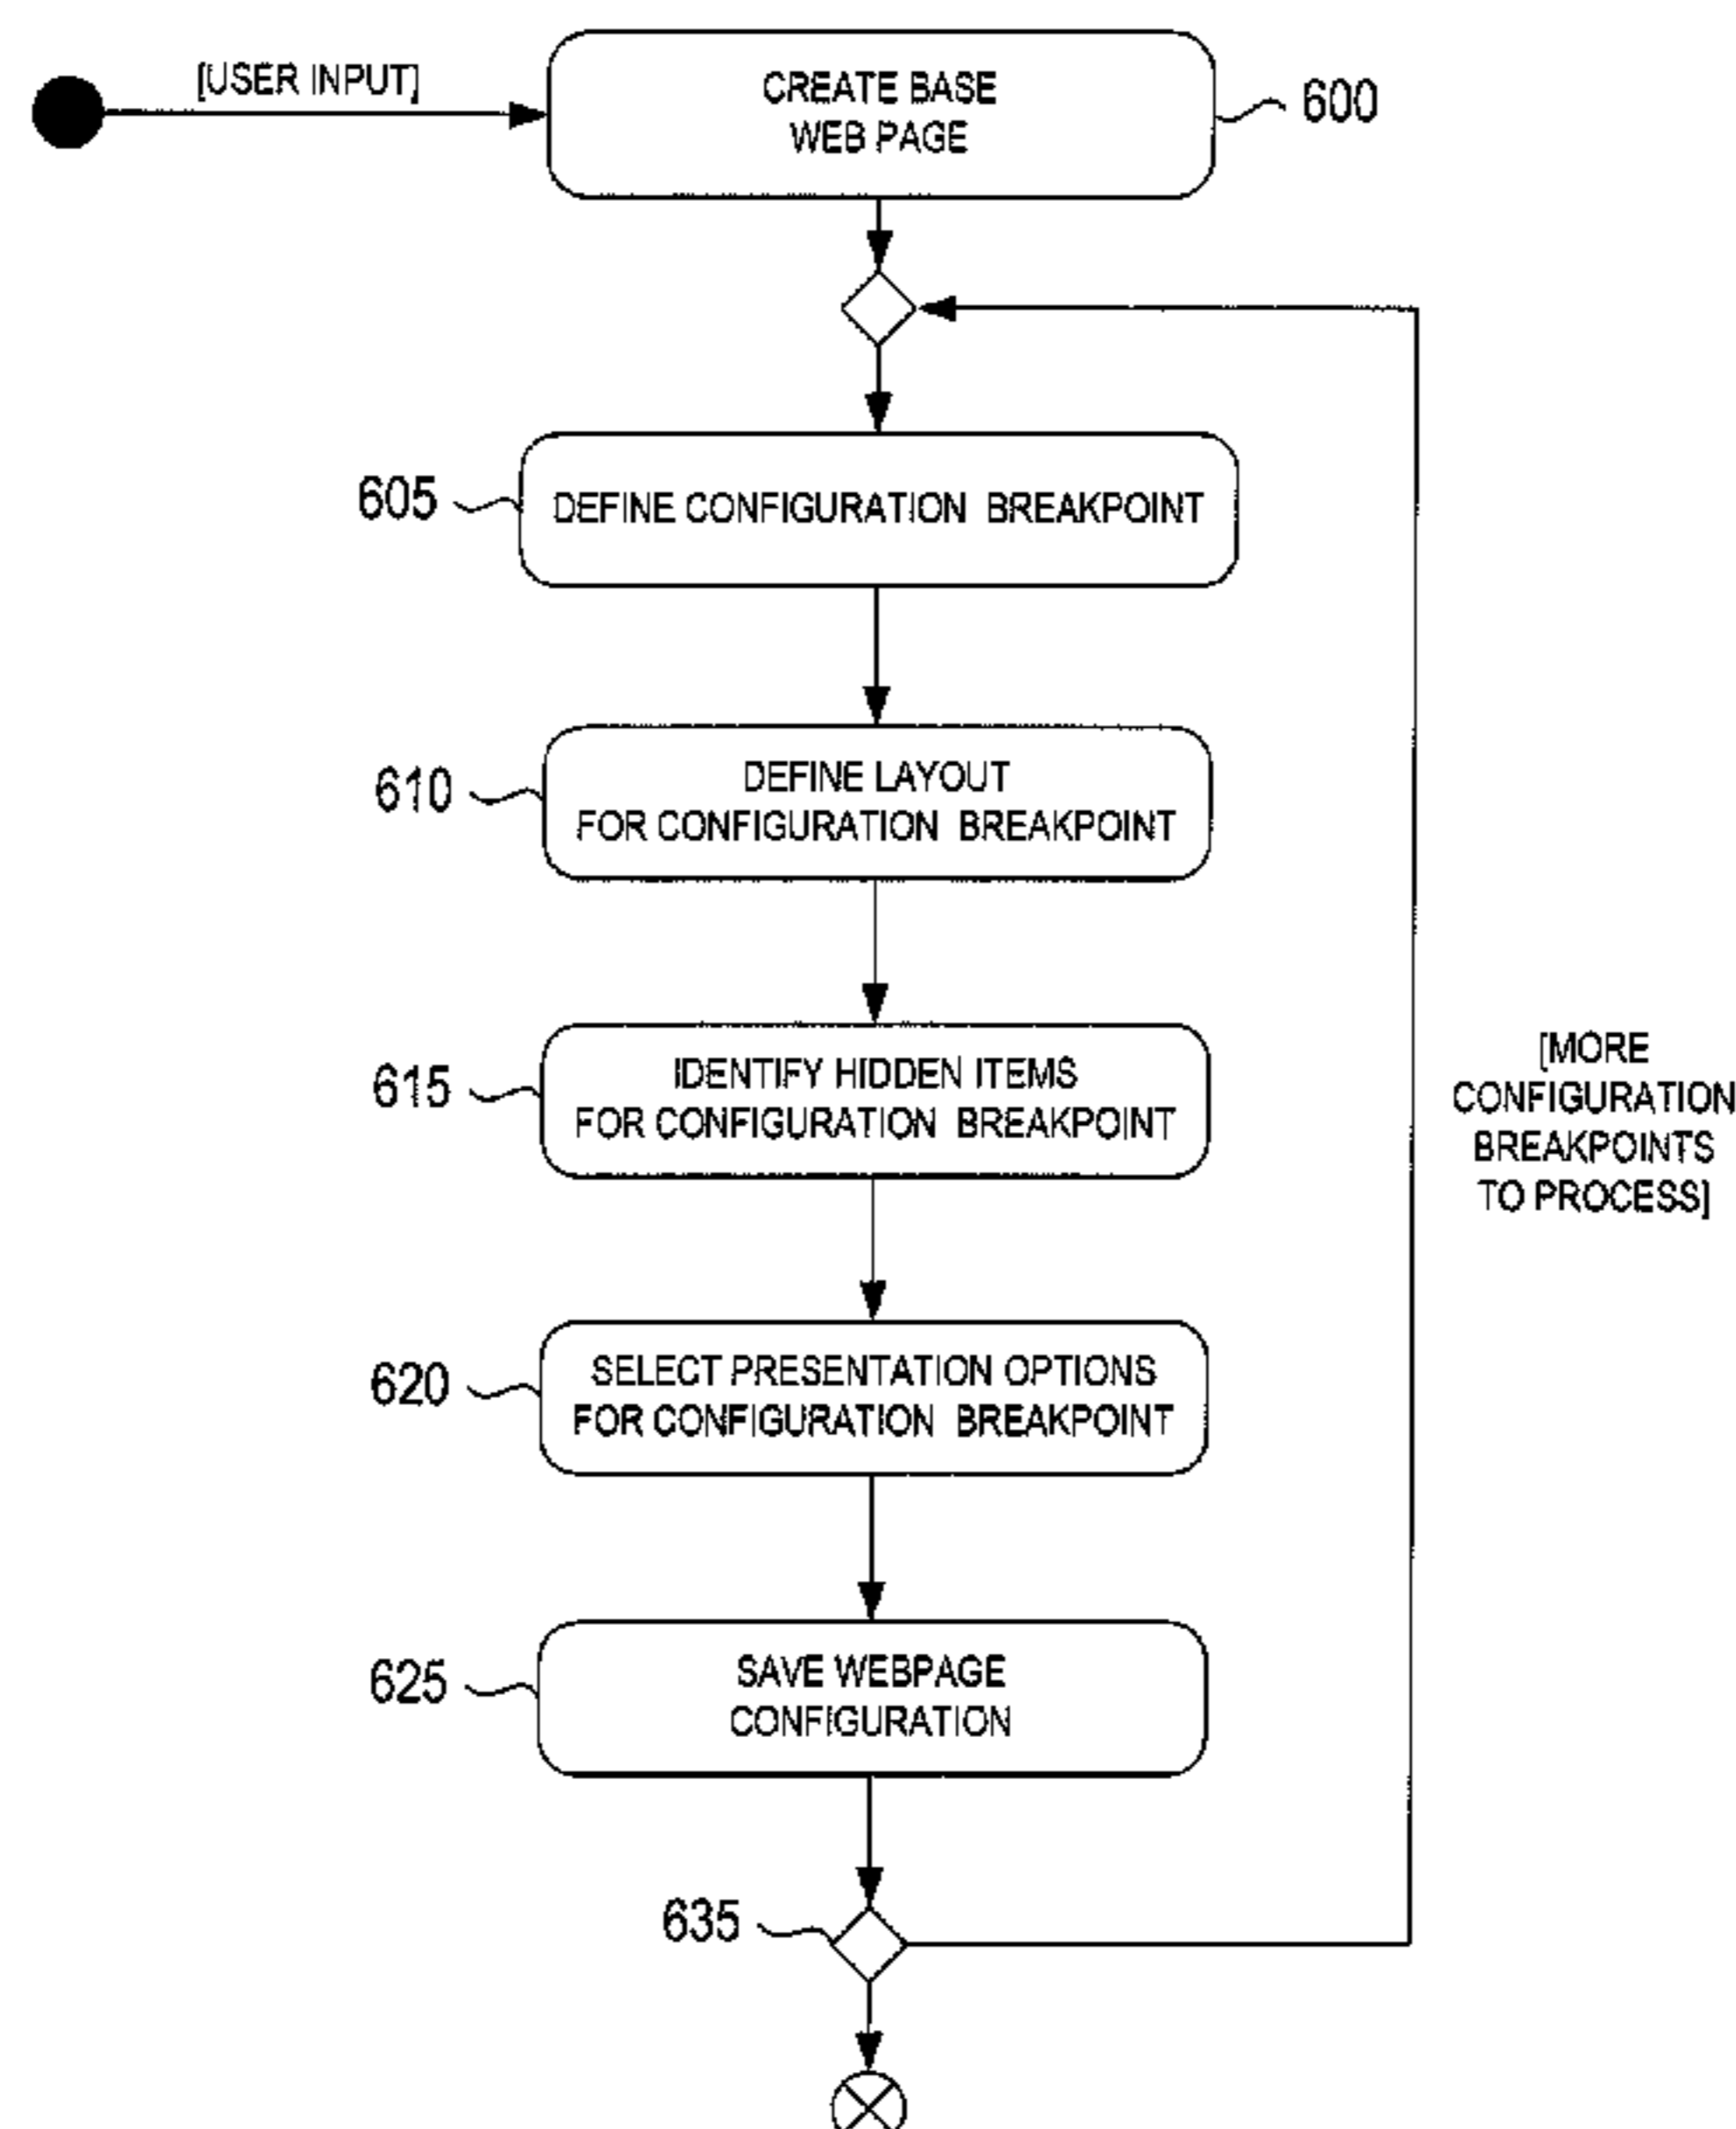 [USER INPUT]
CREATE BASE
WEB PAGE
600
605
DEFINE CONFIGURATION BREAKPOINT
610
DEFINE LAYOUT
FOR CONFIGURATION BREAKPOINT
615
IDENTIFY HIDDEN ITEMS
FOR CONFIGURATION BREAKPOINT
[MORE
CONFIGURATION
BREAKPOINTS
TO PROCESS]
620
SELECT PRESENTATION OPTIONS
FOR CONFIGURATION BREAKPOINT
625
SAVE WEBPAGE
CONFIGURATION
635